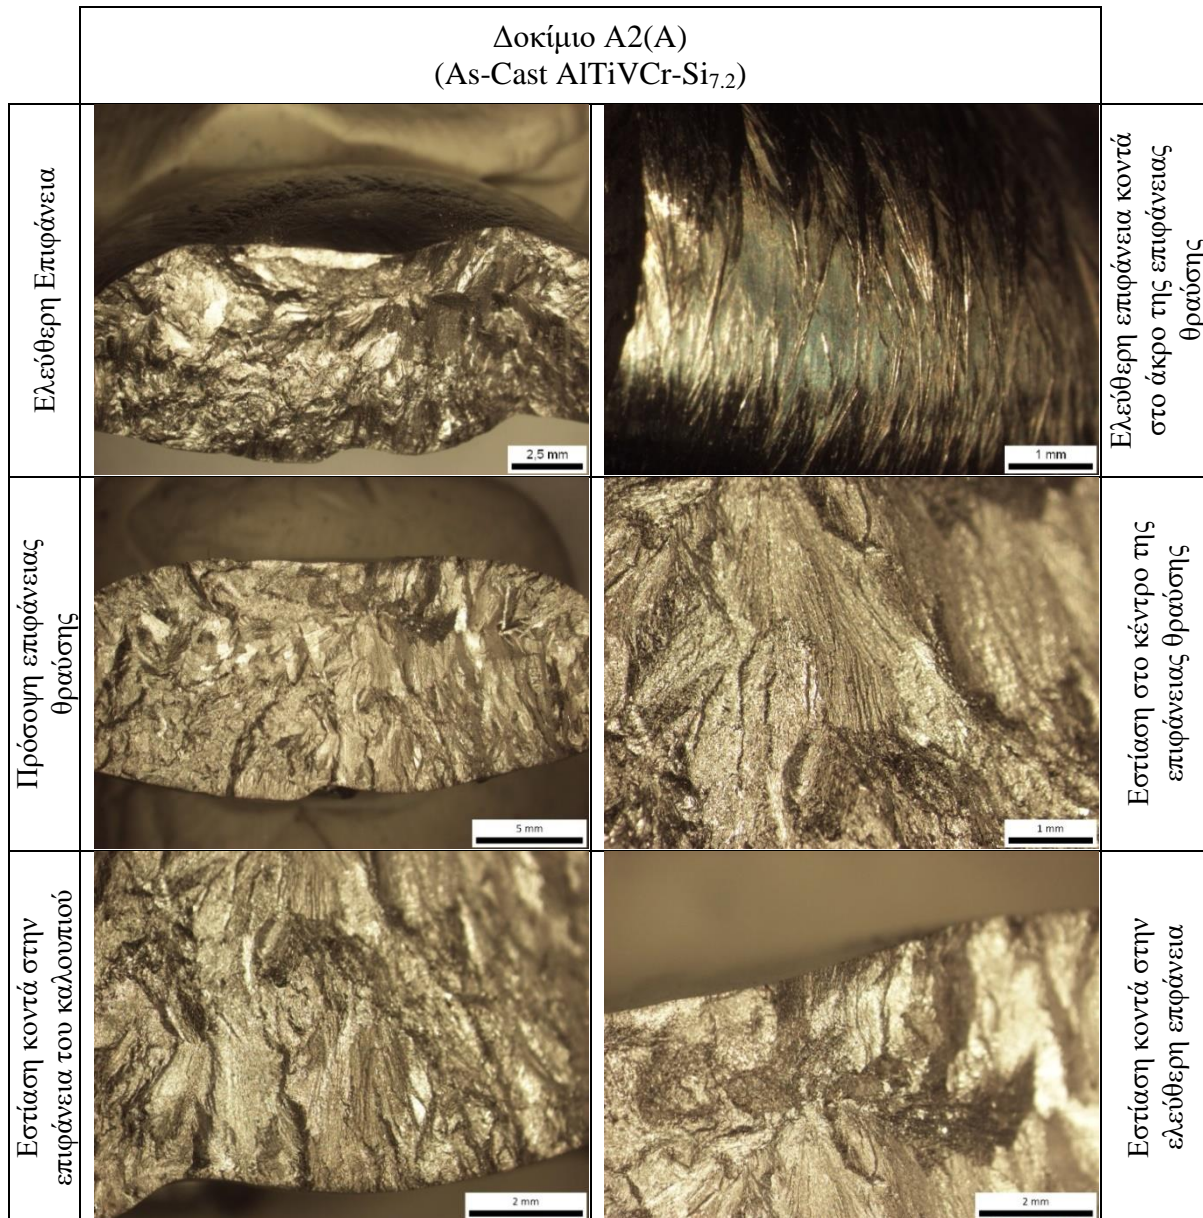 Δοκίμιο Α2(Α)
(As-Cast AlTiVCr-Si7.2)
Ελεύθερη Επιφάνεια
2,5 mm
1 mm
Ελεύθερη επιφάνεια κοντά
στο άκρο της επιφάνειας
θραύσης
Πρόσοψη επιφάνειας
θραύσης
5 mm
1 mm
Εστίαση στο κέντρο της
επιφάνειας θραύσης
Εστίαση κοντά στην
επιφάνεια του καλουπιού
2 mm
2 mm
Εστίαση κοντά στην
ελεύθερη επφάνεια